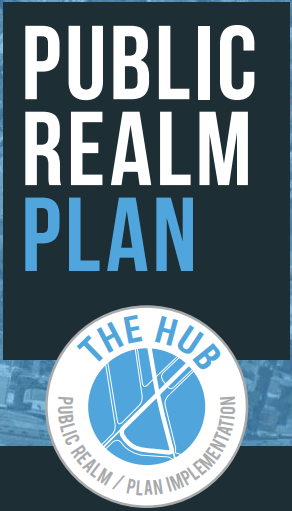 PUBLIC
REALM
PLAN
THE HUB
PUBLIC REALM / PLAN IMPLEMENTATION